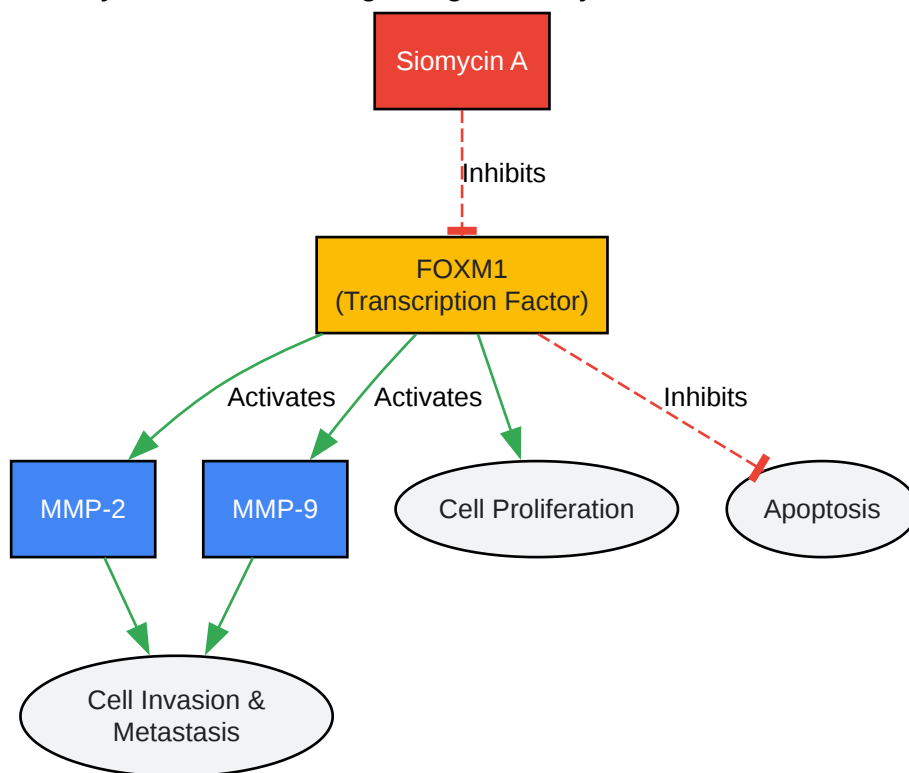 Siomycin A
Inhibits
FOXM1
(Transcription Factor)
Activates
Activates
Inhibits
MMP-2
MMP-9
Cell Proliferation
Apoptosis
Cell Invasion &
Metastasis